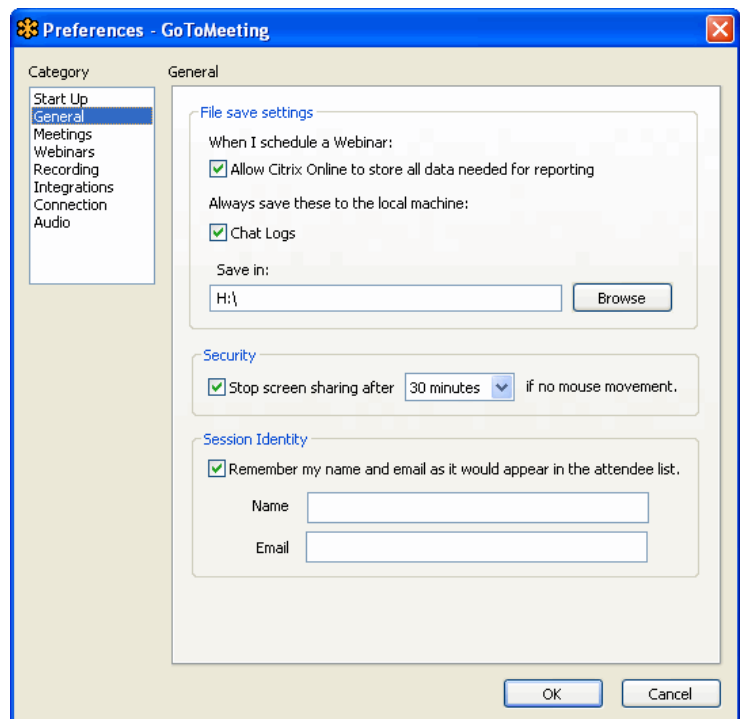 Preferences - GoToMeeting
Category
General
Start Up
General
Meetings
Webinars
Recording
Integrations
Connection
Audio
File save settings
When I schedule a Webinar:
Allow Citrix Online to store all data needed for reporting
Always save these to the local machine:
Chat Logs
Save in:
H:\
Browse
Security
Stop screen sharing after 30 minutes if no mouse movement.
Session Identity
Remember my name and email as it would appear in the attendee list.
Name
Email
OK
Cancel